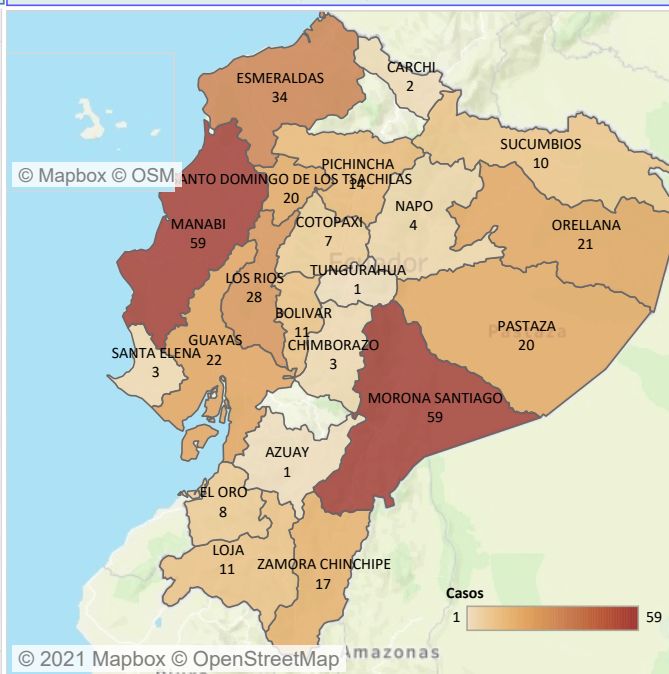 CARCHI
2
ESMERALDAS
34
SUCUMBIOS
10
© Mapbox © OSM
PICHINCHA
14
ANTO DOMINGO DE LOS TSACHILAS
20
NAPO
4
MANABI
59
COTOPAXI
7
ORELLANA
21
Ecuador
TUNGURAHUA
1
LOS RIOS
28
BOLIVAR
11
PASTAZA
20
Pastaza
GUAYAS
22
CHIMBORAZO
3
SANTA ELENA
3
MORONA SANTIAGO
59
AZUAY
1
EL ORO
8
LOJA
11
ZAMORA CHINCHIPE
17
Casos
1
59
© 2021 Mapbox © OpenStreetMap
Amazonas